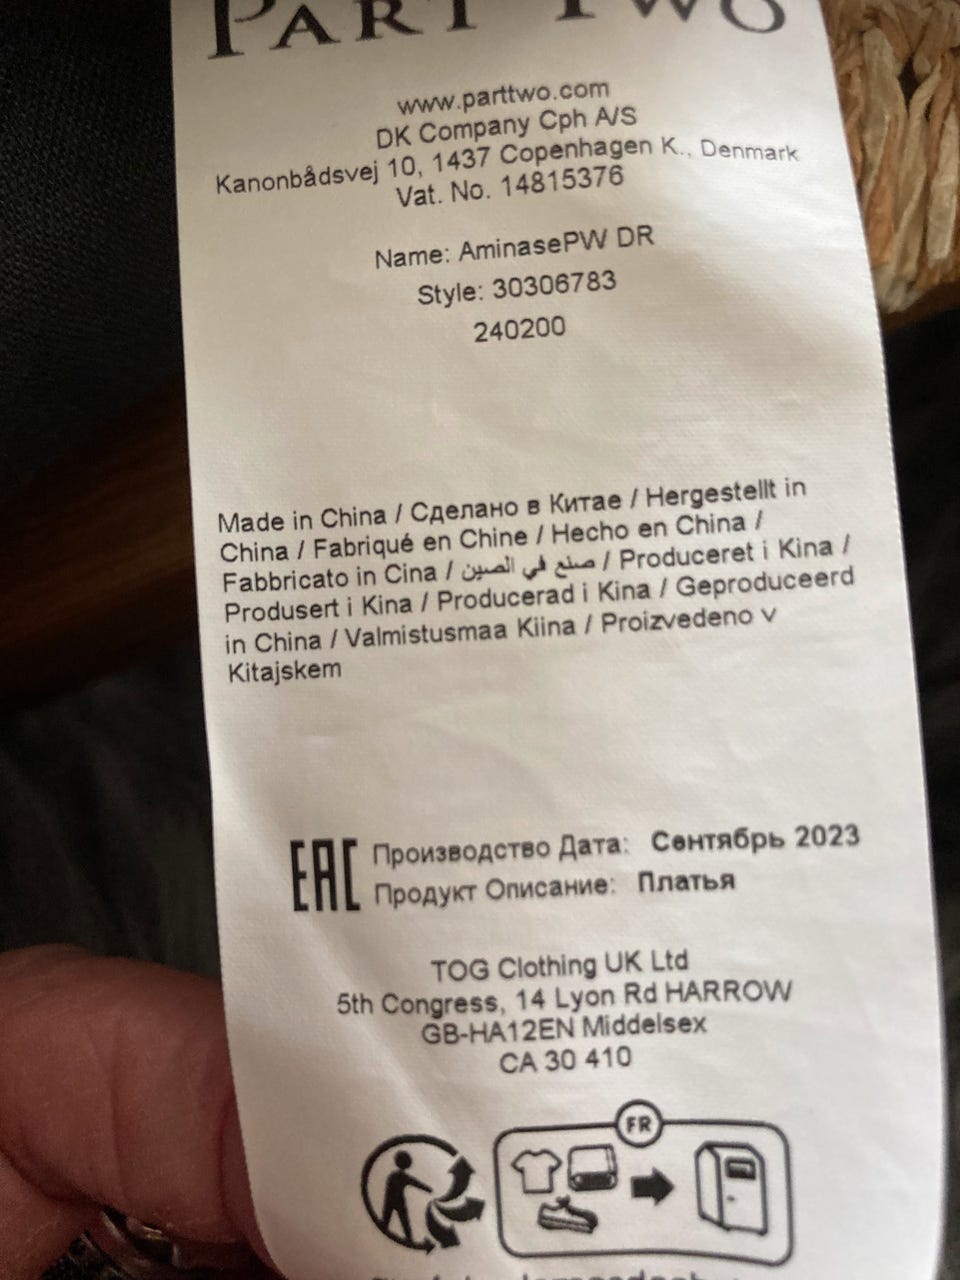 PART TWO
www.parttwo.com
DK Company Cph A/S
Kanonbådsvej 10, 1437 Copenhagen K., Denmark
Vat. No. 14815376
Name: AminasePW DR
Style: 30306783
240200
Made in China / Сделано в Китае / Hergestellt in
China / Fabriqué en Chine / Hecho en China /
Fabbricato in Cina / صنع في الصين / Produceret i Kina /
Produsert i Kina / Producerad i Kina / Geproduceerd
in China / Valmistusmaa Kiina / Proizvedeno v
Kitajskem
EAC Производство Дата: Сентябрь 2023
Продукт Описание: Платья
TOG Clothing UK Ltd
5th Congress, 14 Lyon Rd HARROW
GB-HA12EN Middelsex
CA 30 410
FR